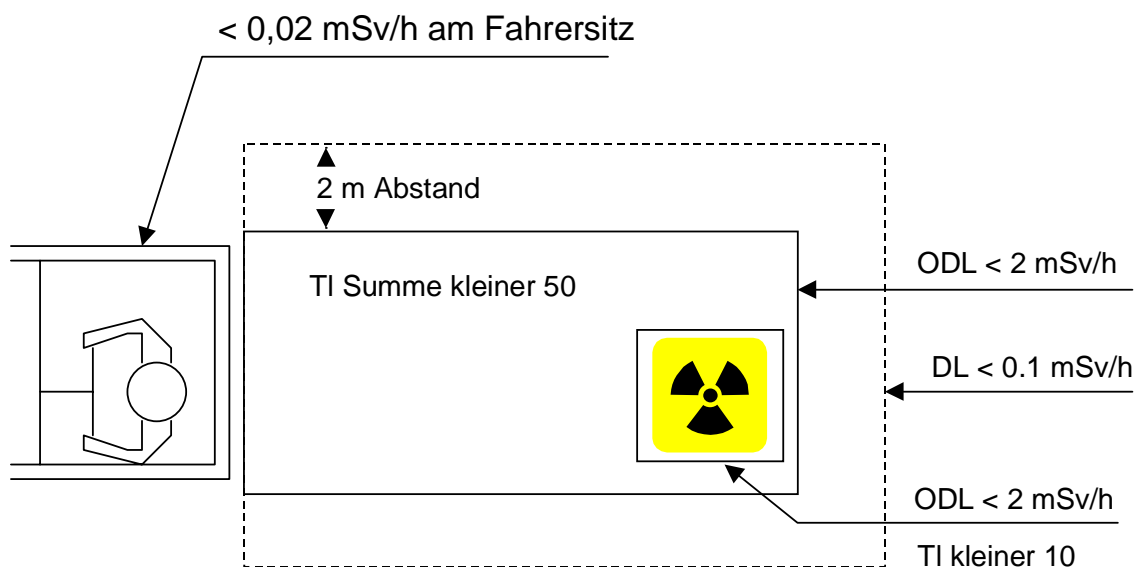 < 0,02 mSv/h am Fahrersitz
2 m Abstand
TI Summe kleiner 50
ODL < 2 mSv/h
DL < 0.1 mSv/h
ODL < 2 mSv/h
TI kleiner 10